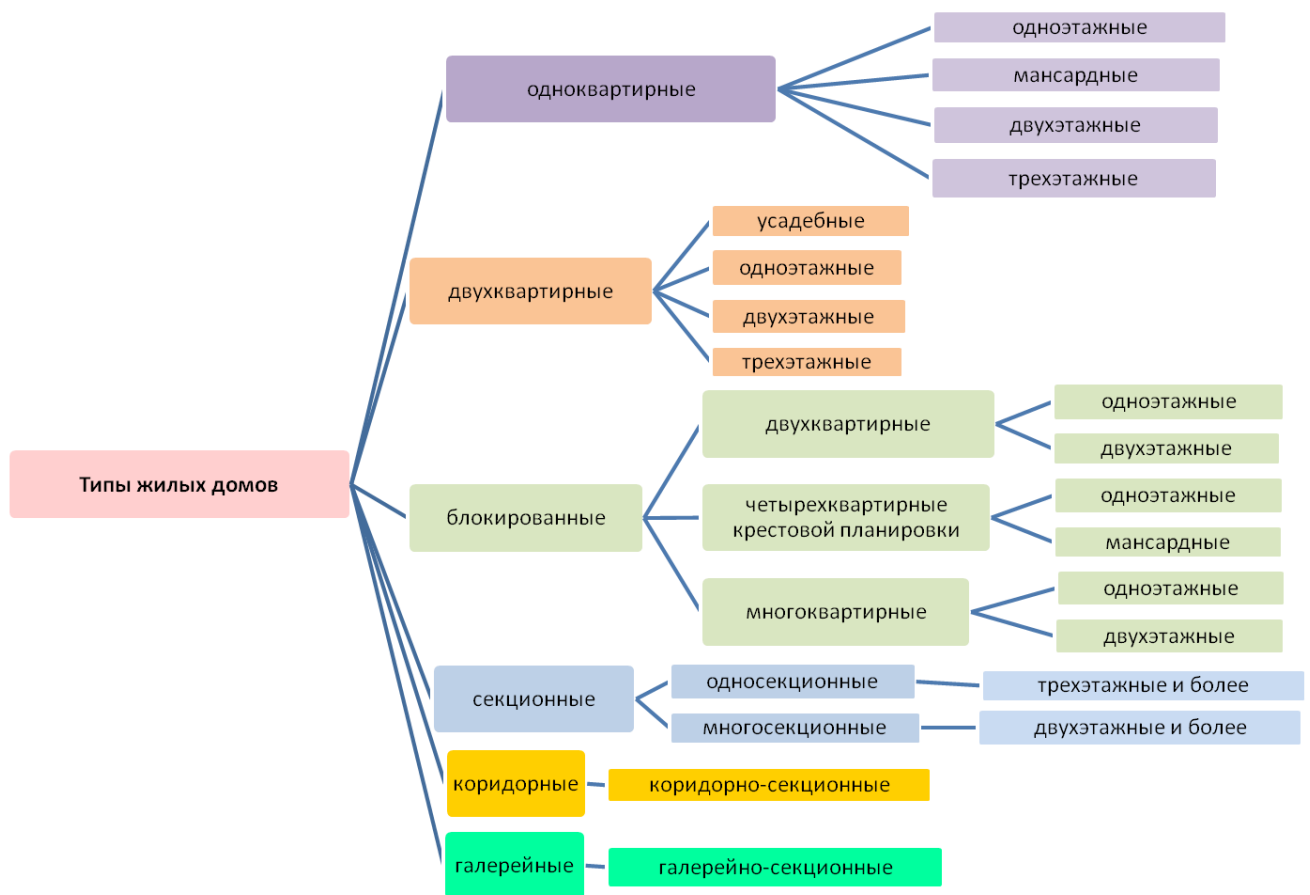 Типы жилых домов
одноквартирные
одноэтажные
мансардные
двухэтажные
трехэтажные
двухквартирные
усадебные
одноэтажные
двухэтажные
трехэтажные
блокированные
двухквартирные
одноэтажные
двухэтажные
четырехквартирные
крестовой планировки
одноэтажные
мансардные
многоквартирные
одноэтажные
двухэтажные
секционные
односекционные
трехэтажные и более
многосекционные
двухэтажные и более
коридорные
коридорно-секционные
галерейные
галерейно-секционные